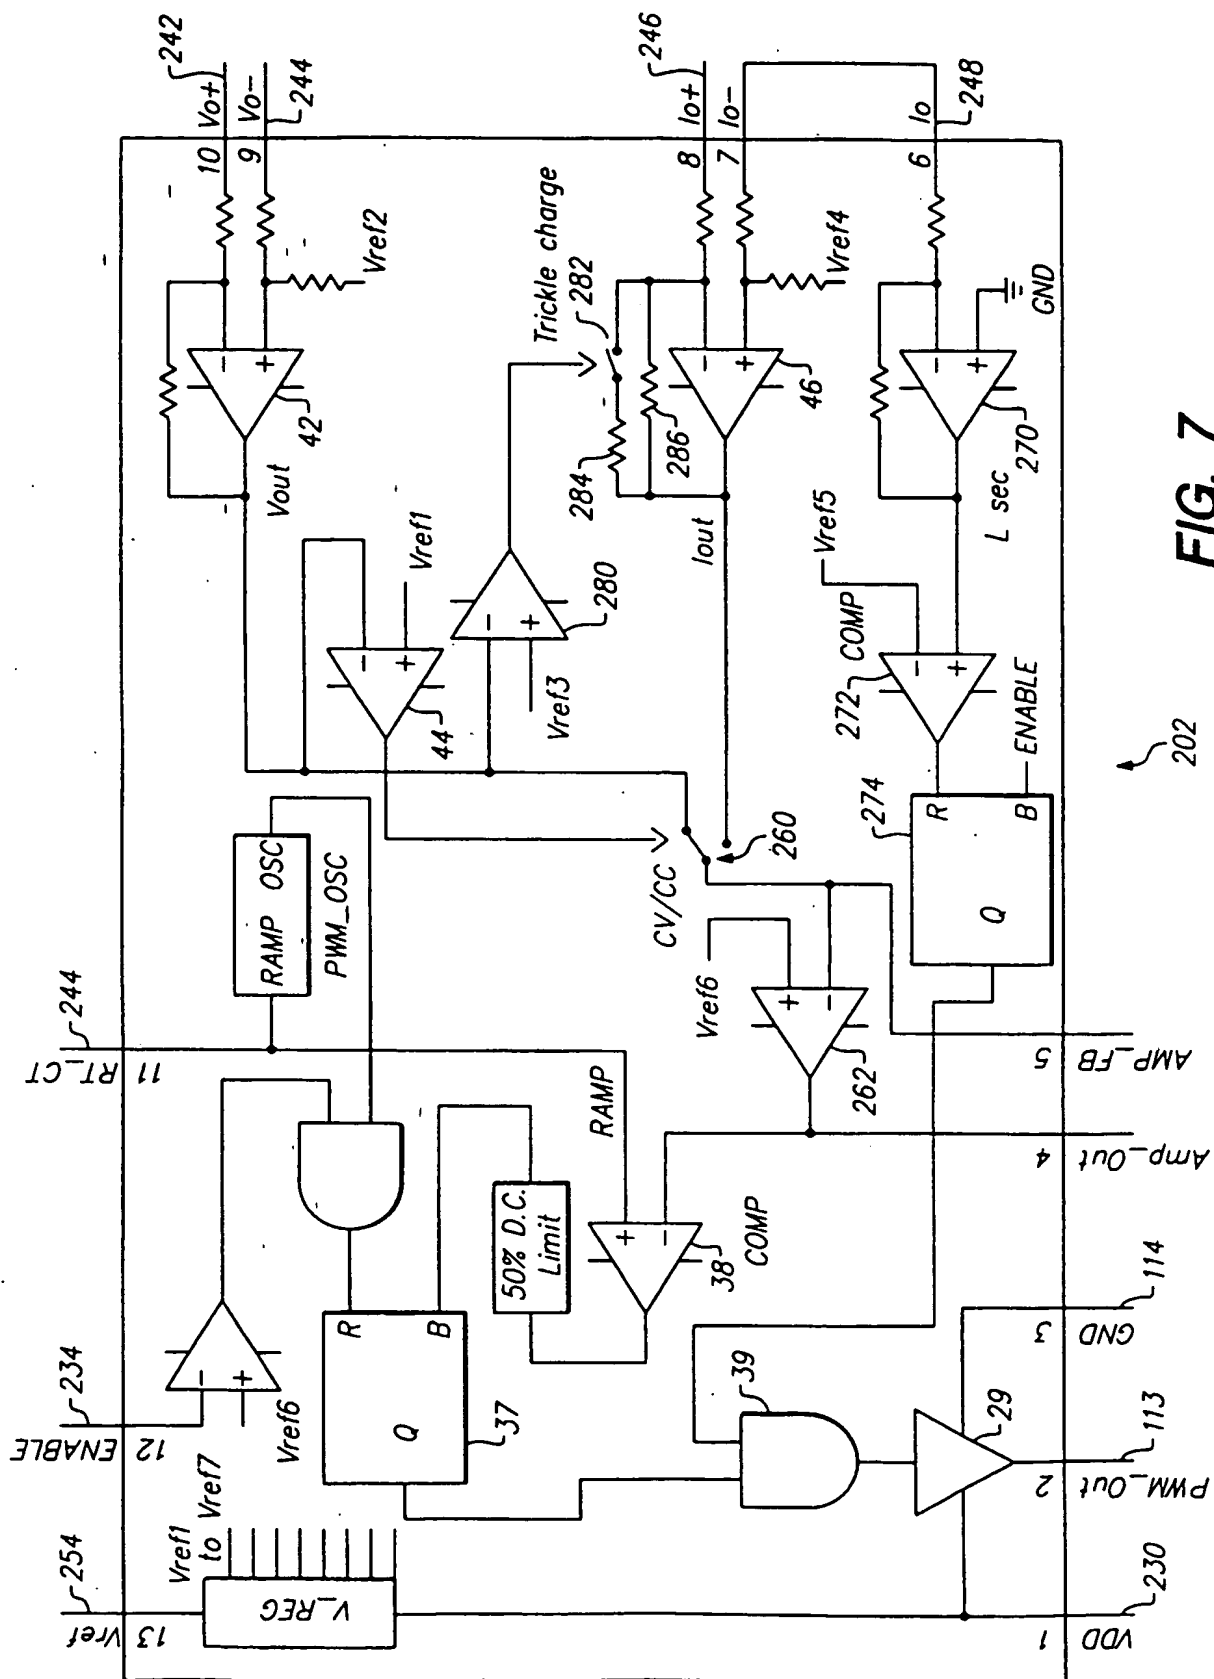 242
Vo+
Vo-
244
10
9
Vref2
42
Vout
246
Io+
Io-
8
7
Trickle charge
282
Vref4
46
284
286
Iout
Io
248
6
GND
270
L sec
Vref1
44
280
Vref3
Vref5
COMP
272
ENABLE
R
B
Q
274
202
RAMP OSC
PWM_OSC
CV/CC
260
Vref6
262
244
RT_CT
11
RAMP
50% D.C.
Limit
38
COMP
5
AMP_FB
4
Amp_Out
234
ENABLE
12
Vref6
R
B
Q
37
39
29
3
GND
114
2
PWM_Out
113
254
Vref
13
Vref1
to Vref7
V_REG
1
VDD
230
FIG. 7
-
+
-
+
-
+
-
+
-
+
-
+
-
+
+
-
+
-